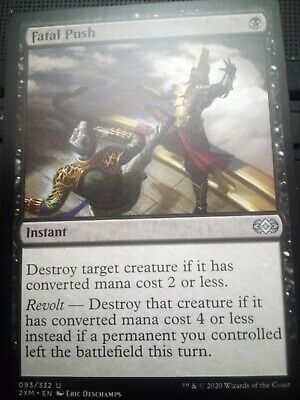 Fatal Push
Instant
Destroy target creature if it has
converted mana cost 2 or less.
Revolt — Destroy that creature if it
has converted mana cost 4 or less
instead if a permanent you controlled
left the battlefield this turn.
093/332 U
2XM • EN Eric Deschamps
© 2020 Wizards of the Coast